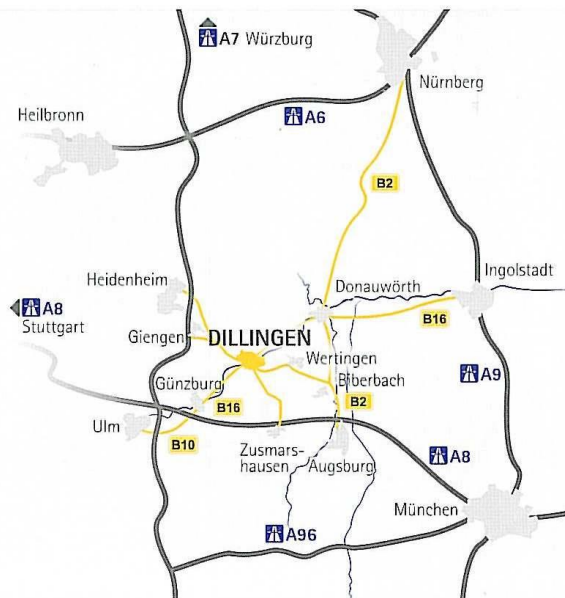 A7 Würzburg
Nürnberg
Heilbronn
A6
B2
Heidenheim
Donauwörth
Ingolstadt
A8
Stuttgart
Giengen
DILLINGEN
B16
Wertingen
Günzburg
Biberbach
A9
B16
B2
Ulm
B10
Zusmars-
hausen
Augsburg
A8
München
A96